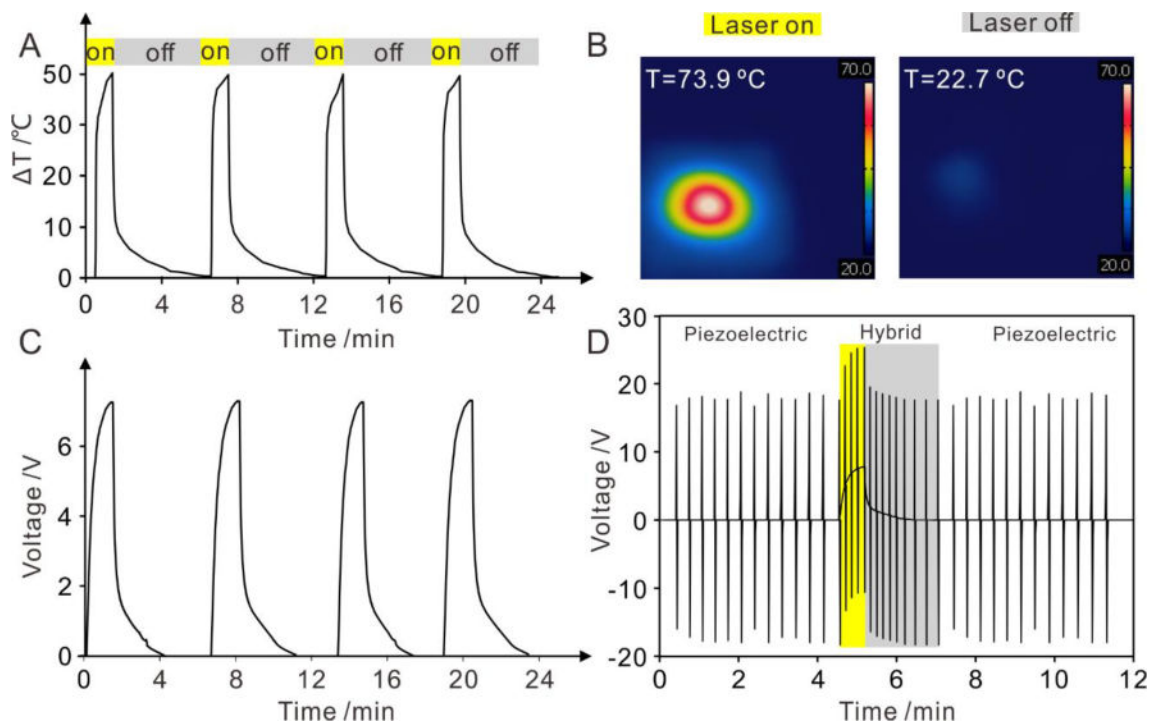 Laser on
Laser off
A
on off on off on off on off
50
30
20
10
0
ΔT/℃
0 4 8 12 16 20 24
Time /min
B
T=73.9 ºC
70.0
20.0
T=22.7 ºC
70.0
20.0
C
6
4
2
0
Voltage /V
0 4 8 12 16 20 24
Time /min
D
Piezoelectric
Hybrid
Piezoelectric
30
20
10
0
-10
-20
Voltage /V
0 2 4 6 8 10 12
Time /min